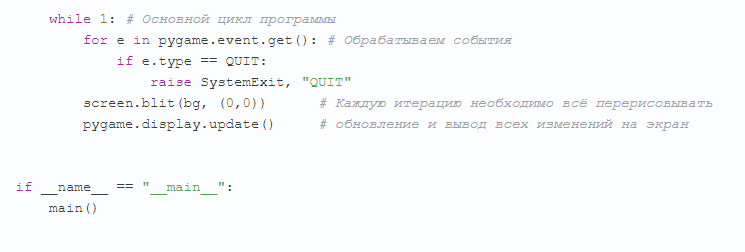 while 1: # Основной цикл программы
for e in pygame.event.get(): # Обрабатываем события
if e.type == QUIT:
raise SystemExit, "QUIT"
screen.blit(bg, (0,0)) # Каждую итерацию необходимо всё перерисовывать
pygame.display.update() # обновление и вывод всех изменений на экран
if __name__ == "__main__":
main()